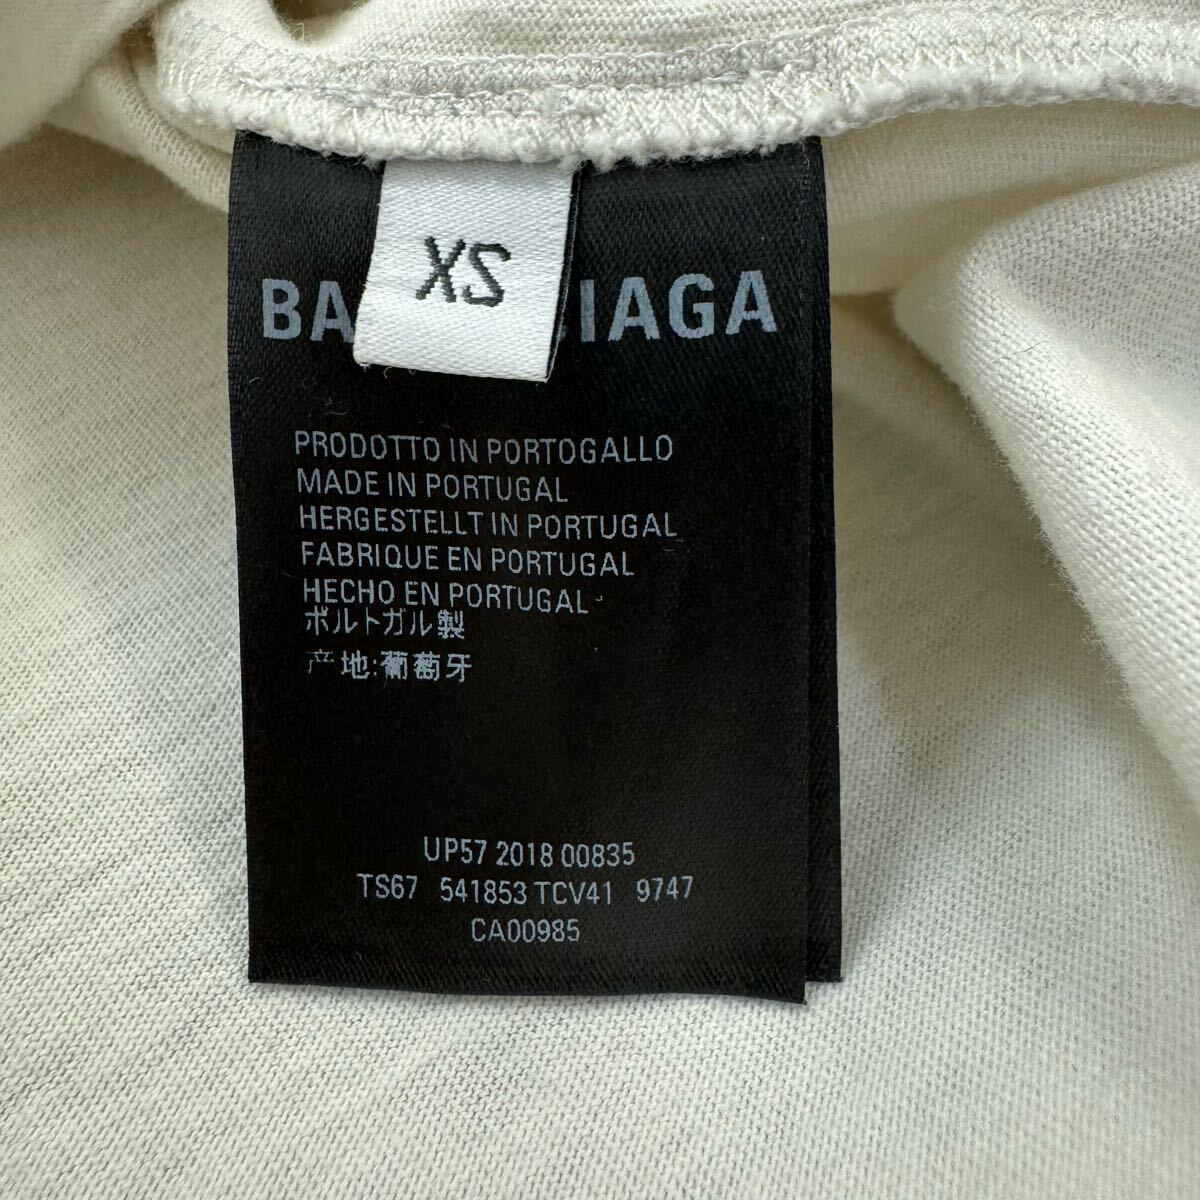 XS
BA CIAGA
PRODOTTO IN PORTOGALLO
MADE IN PORTUGAL
HERGESTELLT IN PORTUGAL
FABRIQUE EN PORTUGAL
HECHO EN PORTUGAL
ポルトガル製
产地:葡萄牙
UP57 2018 00835
TS67 541853 TCV41 9747
CA00985